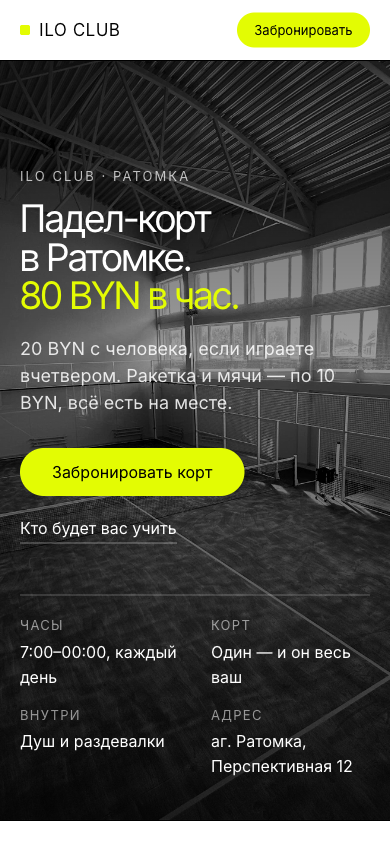 ILO CLUB
Забронировать
ILO CLUB · РАТОМКА
Падел-корт
в Ратомке.
80 BYN в час.
20 BYN с человека, если играете
вчетвером. Ракетка и мячи — по 10
BYN, всё есть на месте.
Забронировать корт
Кто будет вас учить
ЧАСЫ
7:00–00:00, каждый
день
КОРТ
Один — и он весь
ваш
ВНУТРИ
Душ и раздевалки
АДРЕС
аг. Ратомка,
Перспективная 12